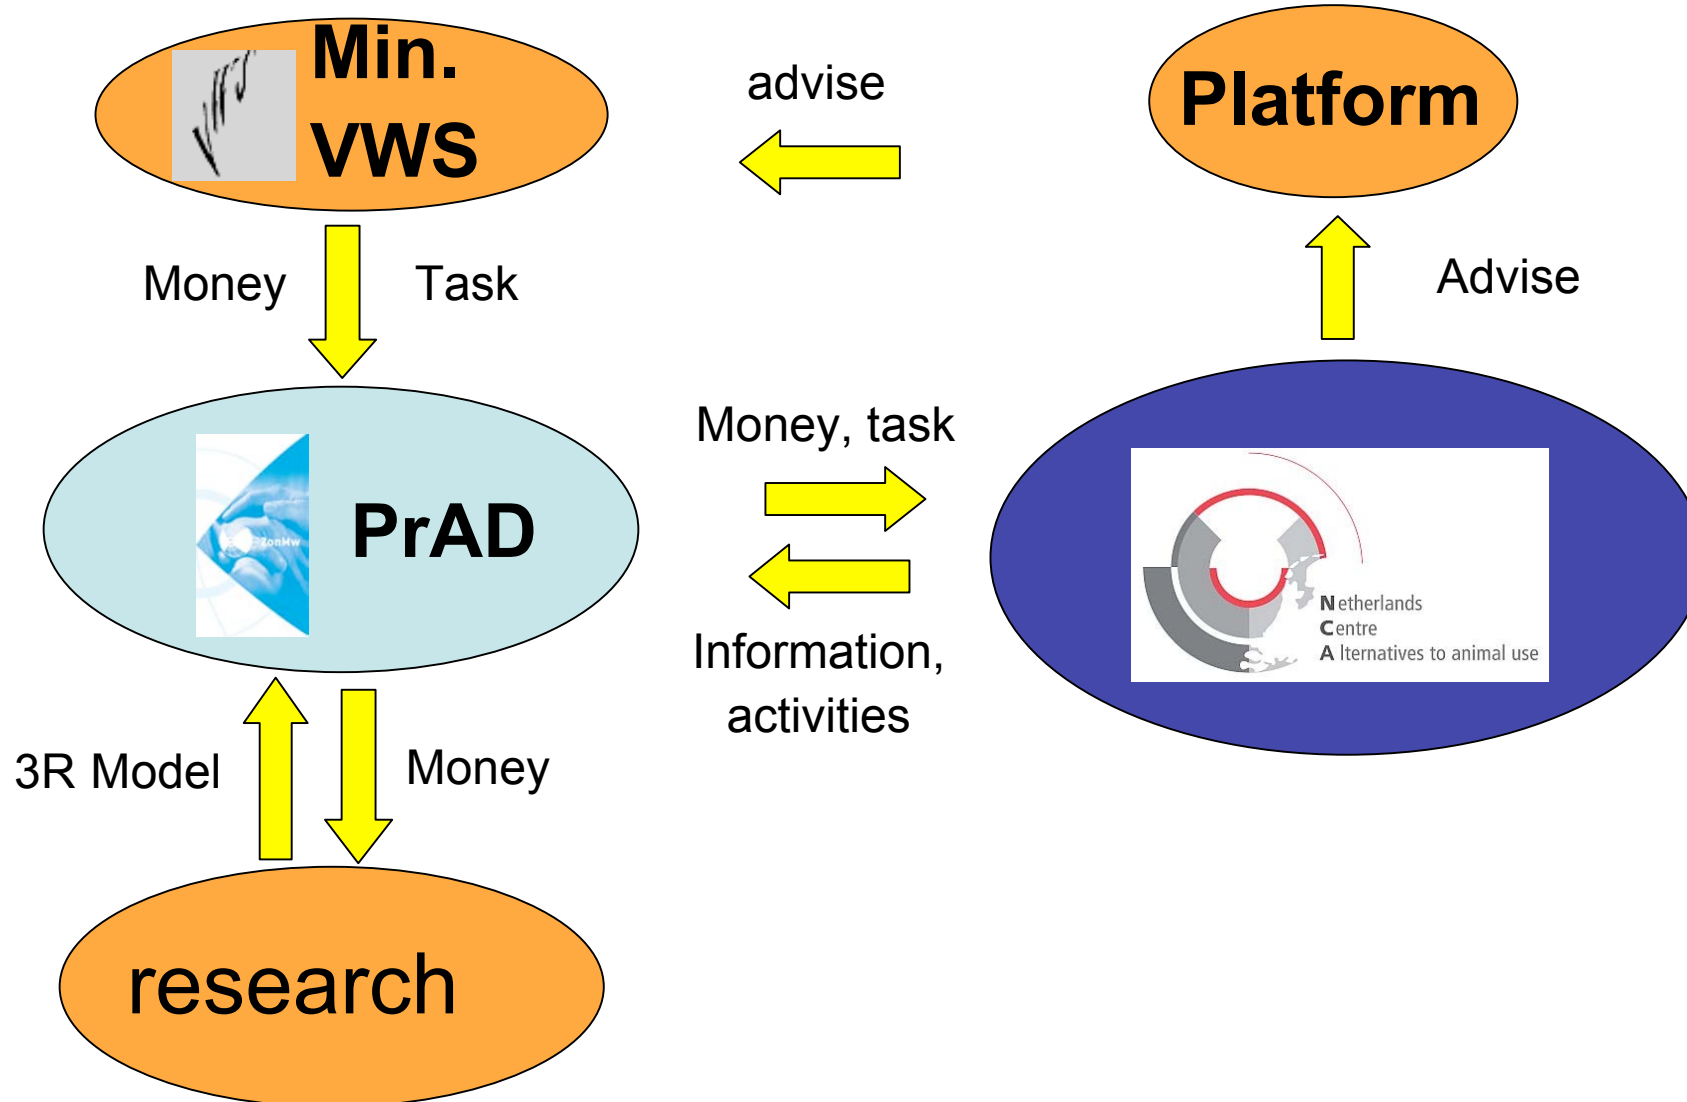 Min.
VWS
advise
Platform
Money
Task
Advise
PrAD
ZonMw
Money, task
Information,
activities
Netherlands
Centre
Alternatives to animal use
3R Model
Money
research